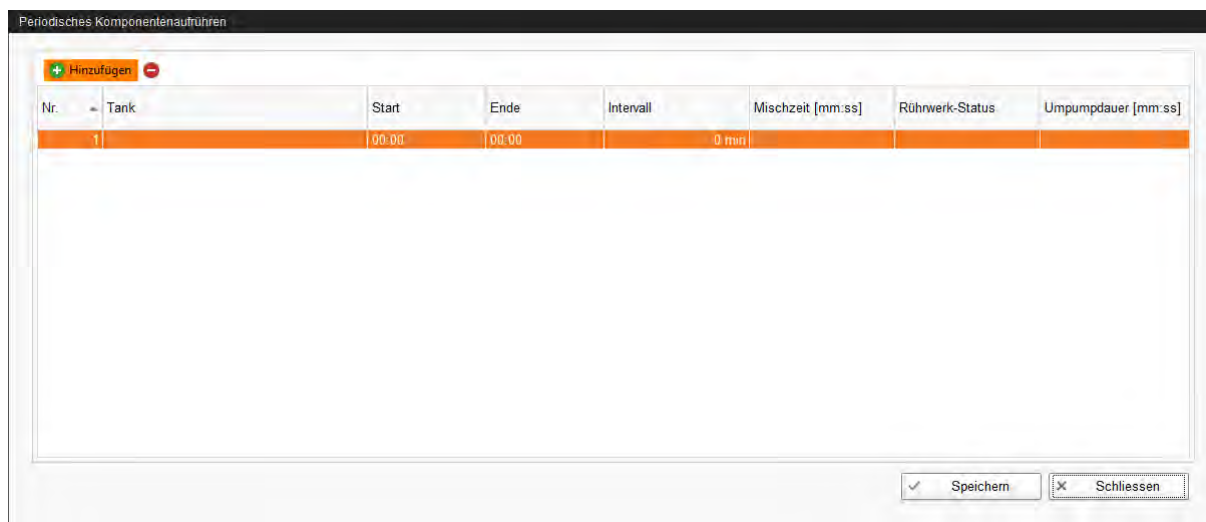 Periodisches Komponentenaufrühren
Hinzufügen
Nr. Tank Start Ende Intervall Mischzeit [mm:ss] Rührwerk-Status Umpumpdauer [mm:ss]
1 00:00 00:00 0 min
Speichern Schliessen